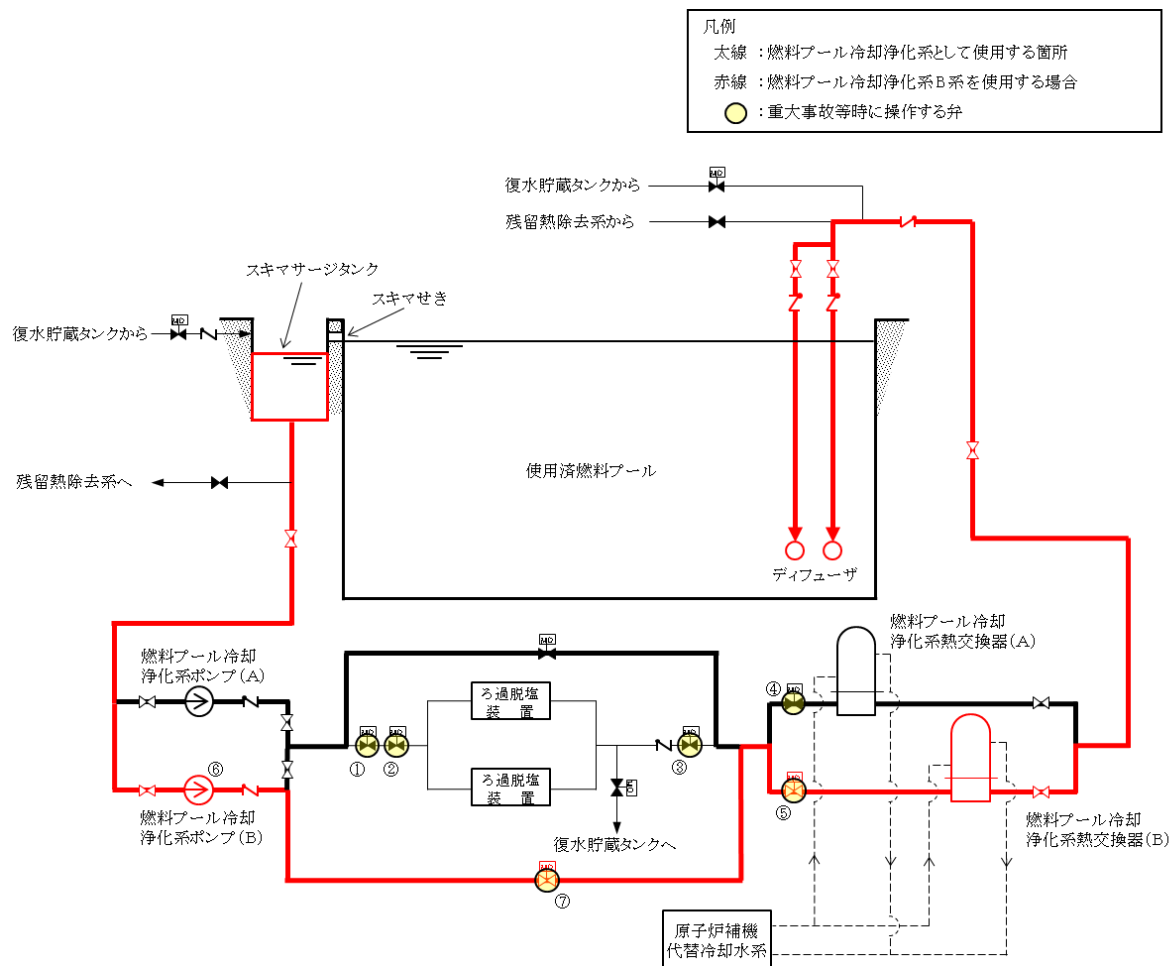 凡例
太線 ：燃料プール冷却浄化系として使用する箇所
赤線 ：燃料プール冷却浄化系Ｂ系を使用する場合
：重大事故等時に操作する弁
復水貯蔵タンクから
MO
残留熱除去系から
スキマサージタンク
スキマせき
復水貯蔵タンクから
MO
使用済燃料プール
残留熱除去系へ
ディフューザ
燃料プール冷却
浄化系ポンプ(A)
MO
ろ過脱塩
装　置
MO
MO
①
②
MO
③
ろ過脱塩
装　置
MO
復水貯蔵タンクへ
⑥
燃料プール冷却
浄化系ポンプ(B)
MO
⑦
燃料プール冷却
浄化系熱交換器(A)
④
MO
MO
⑤
燃料プール冷却
浄化系熱交換器(B)
原子炉補機
代替冷却水系